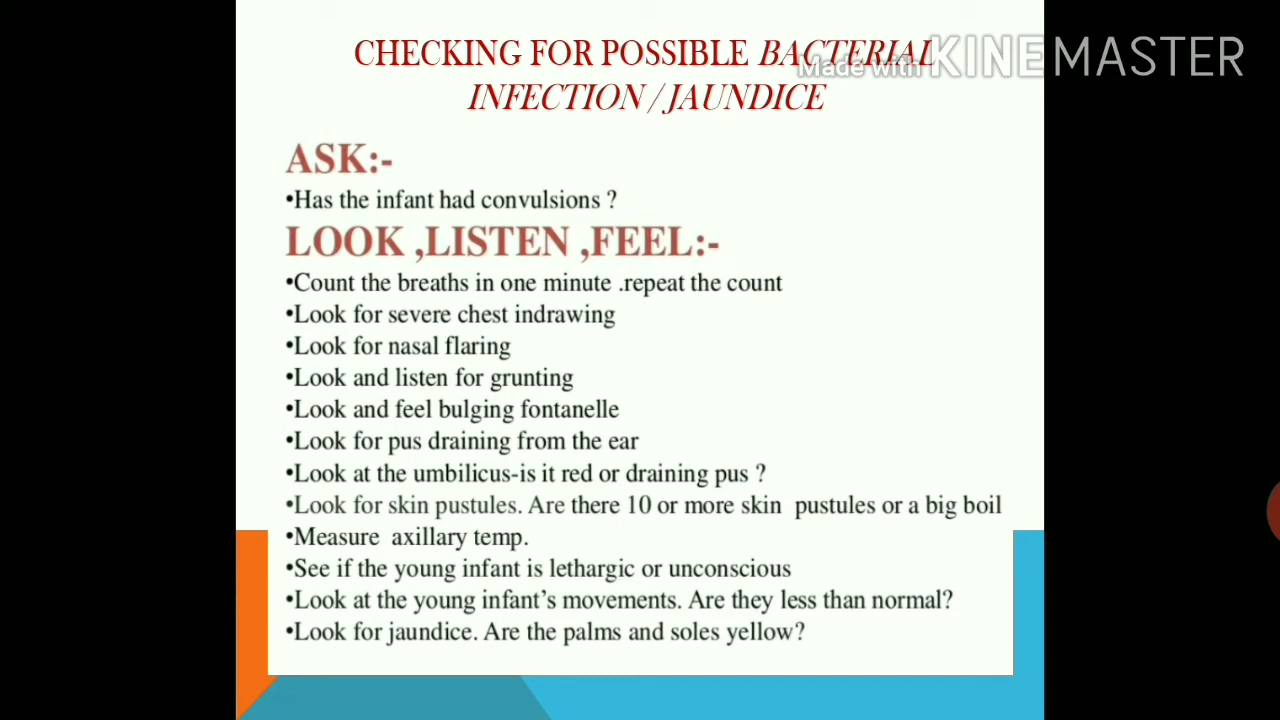 CHECKING FOR POSSIBLE BACTERIAL
Made with KINEMASTER
INFECTION / JAUNDICE
ASK:-
•Has the infant had convulsions ?
LOOK ,LISTEN ,FEEL:-
•Count the breaths in one minute .repeat the count
•Look for severe chest indrawing
•Look for nasal flaring
•Look and listen for grunting
•Look and feel bulging fontanelle
•Look for pus draining from the ear
•Look at the umbilicus-is it red or draining pus ?
•Look for skin pustules. Are there 10 or more skin pustules or a big boil
•Measure axillary temp.
•See if the young infant is lethargic or unconscious
•Look at the young infant’s movements. Are they less than normal?
•Look for jaundice. Are the palms and soles yellow?